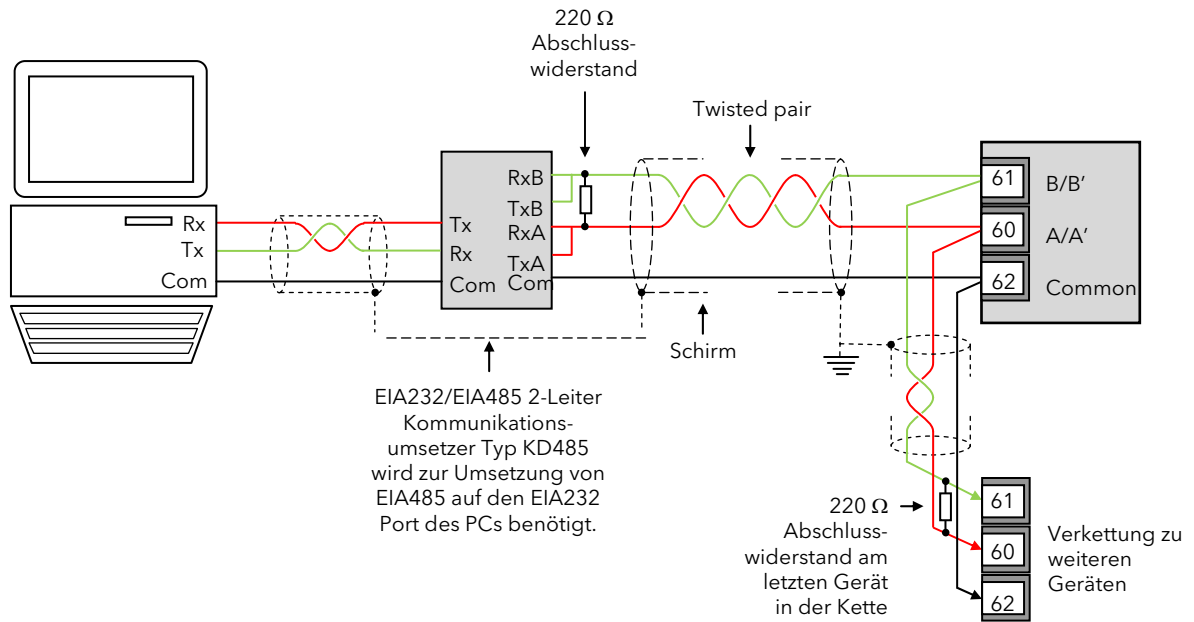 220 Ω
Abschluss-
widerstand
Twisted pair
Rx
Tx
Com
Tx
Rx
Com
RxB
TxB
RxA
TxA
Com
61
B/B'
60
A/A'
62
Common
Schirm
EIA232/EIA485 2-Leiter
Kommunikations-
umsetzer Typ KD485
wird zur Umsetzung von
EIA485 auf den EIA232
Port des PCs benötigt.
220 Ω
Abschluss-
widerstand am
letzten Gerät
in der Kette
61
60
62
Verkettung zu
weiteren
Geräten